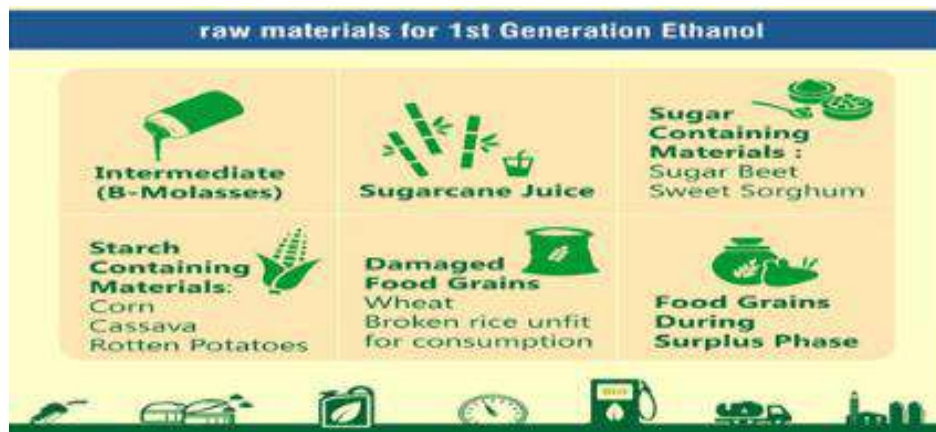 raw materials for 1st Generation Ethanol
Intermediate
(B-Molasses)
Sugarcane Juice
Sugar
Containing
Materials :
Sugar Beet
Sweet Sorghum
Starch
Containing
Materials:
Corn
Cassava
Rotten Potatoes
Damaged
Food Grains
Wheat
Broken rice unfit
for consumption
Food Grains
During
Surplus Phase